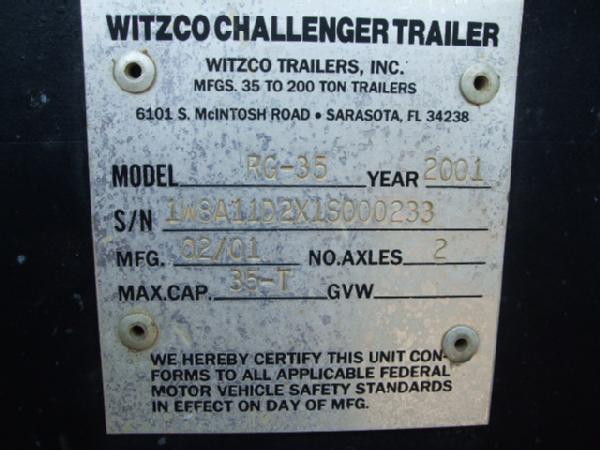 WITZCO CHALLENGER TRAILER
WITZCO TRAILERS, INC.
MFGS. 35 TO 200 TON TRAILERS
6101 S. McINTOSH ROAD • SARASOTA, FL 34238
MODEL RG-35 YEAR 2001
S/N 1W8A11D2X1S000233
MFG. 02/01 NO. AXLES 2
MAX. CAP. 35-T GVW
WE HEREBY CERTIFY THIS UNIT CON-
FORMS TO ALL APPLICABLE FEDERAL
MOTOR VEHICLE SAFETY STANDARDS
IN EFFECT ON DAY OF MFG.